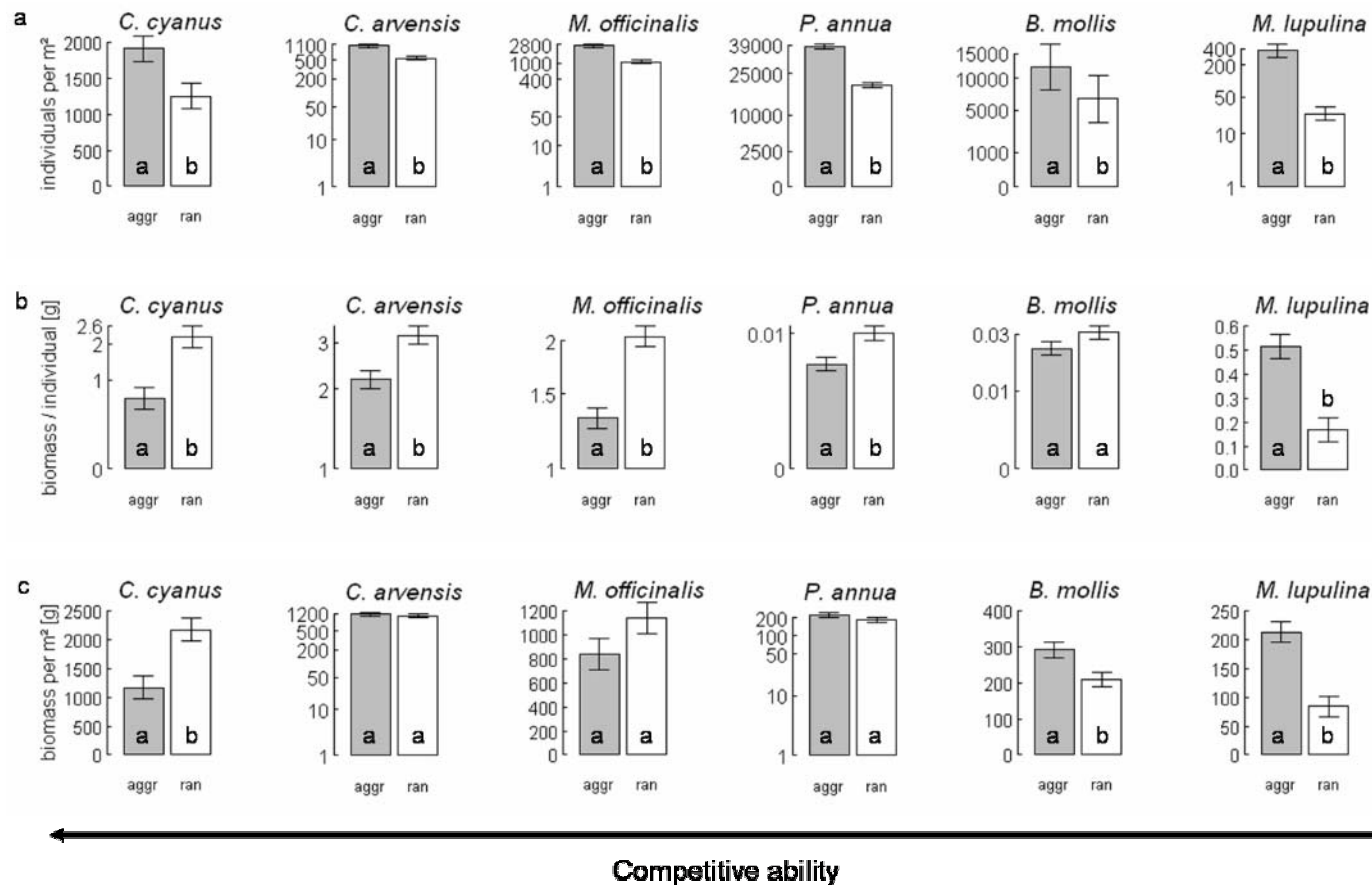 a
C. cyanus C. arvensis M. officinalis P. annua B. mollis M. lupulina
individuals per m²
2000 1500 1000 500 0
a b
aggr ran
1100 500 200 50 10 1
a b
aggr ran
2800 1000 400 50 10 1
a b
aggr ran
39000 25000 10000 2500 0
a b
aggr ran
15000 10000 5000 1000 0
a b
aggr ran
400 200 50 10 1
a b
aggr ran
b
C. cyanus C. arvensis M. officinalis P. annua B. mollis M. lupulina
biomass / individual [g]
2.6 2 1 0
a b
aggr ran
3 2 1
a b
aggr ran
2 1.5 1
a b
aggr ran
0.01 0
a b
aggr ran
0.03 0.01 0
a a
aggr ran
0.6 0.5 0.4 0.3 0.2 0.1 0.0
a b
aggr ran
c
C. cyanus C. arvensis M. officinalis P. annua B. mollis M. lupulina
biomass per m² [g]
2500 2000 1500 1000 500 0
a b
aggr ran
1200 500 200 50 10 1
a a
aggr ran
1200 1000 800 600 400 200 0
a a
aggr ran
200 100 50 10 1
a a
aggr ran
400 300 200 100 0
a b
aggr ran
250 200 150 100 50 0
a b
aggr ran
Competitive ability